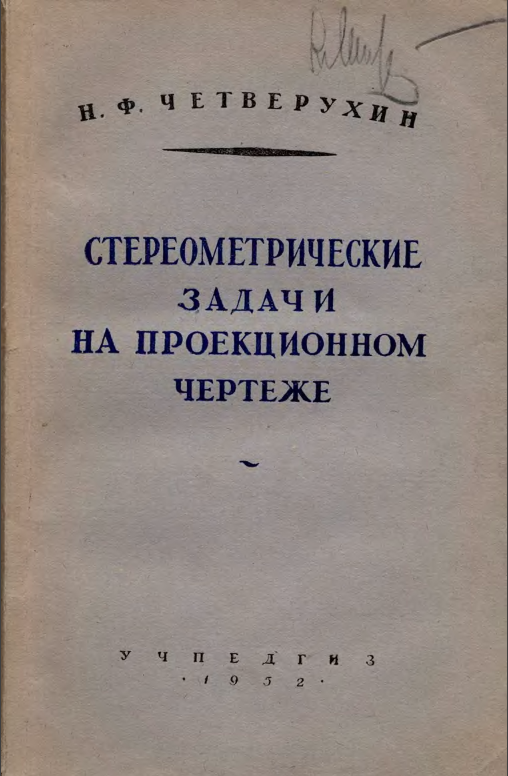 Н. Ф. ЧЕТВЕРУХИН
СТЕРЕОМЕТРИЧЕСКИЕ
ЗАДАЧИ
НА ПРОЕКЦИОННОМ
ЧЕРТЕЖЕ
УЧПЕДГИЗ
· 1952 ·